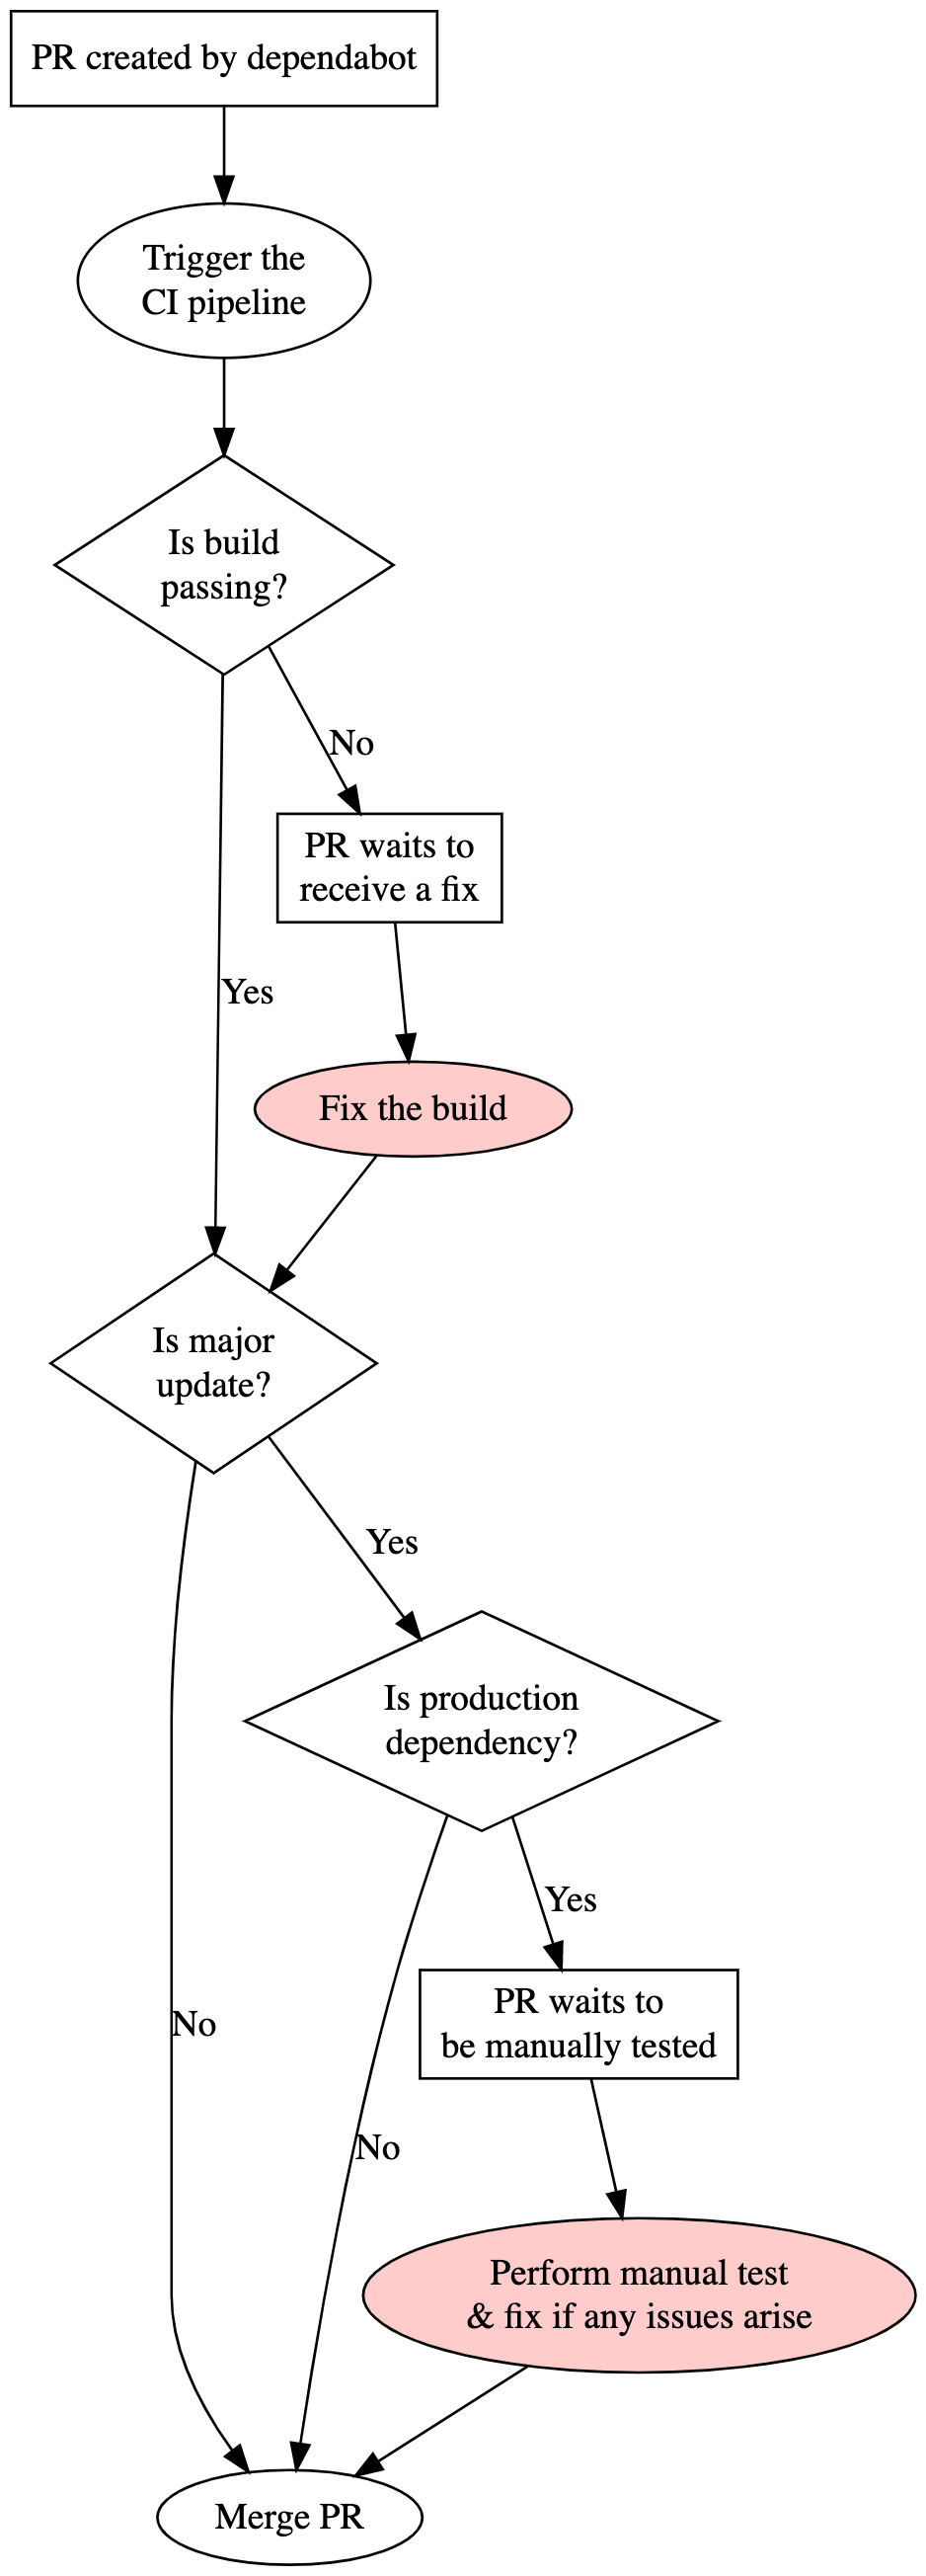 PR created by dependabot
Trigger the
CI pipeline
Is build
passing?
No
PR waits to
receive a fix
Yes
Fix the build
Is major
update?
Yes
Is production
dependency?
Yes
PR waits to
be manually tested
No
No
Perform manual test
& fix if any issues arise
Merge PR